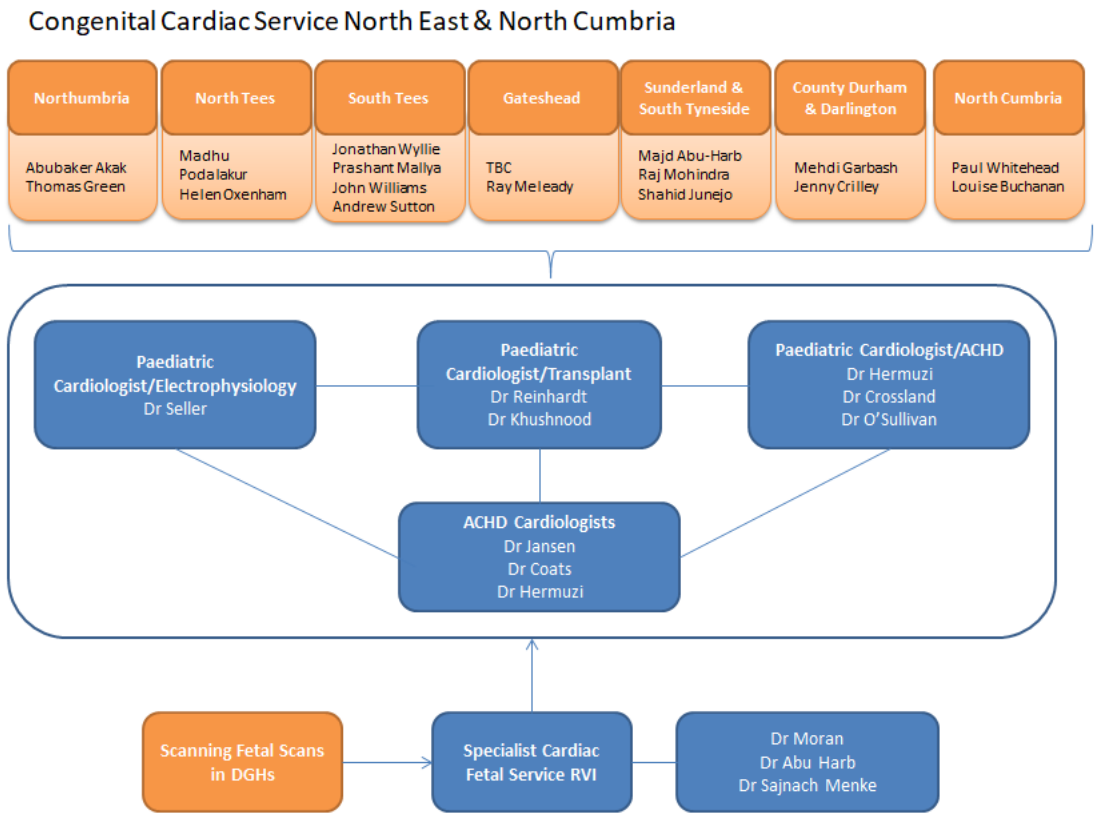 Congenital Cardiac Service North East & North Cumbria
Northumbria
Abubaker Akak
Thomas Green
North Tees
Madhu
Podalakur
Helen Oxenham
South Tees
Jonathan Wyllie
Prashant Mallya
John Williams
Andrew Sutton
Gateshead
TBC
Ray Meleady
Sunderland &
South Tyneside
Majd Abu-Harb
Raj Mohindra
Shahid Junejo
County Durham
& Darlington
Mehdi Garbash
Jenny Crilley
North Cumbria
Paul Whitehead
Louise Buchanan
Paediatric
Cardiologist/Electrophysiology
Dr Seller
Paediatric
Cardiologist/Transplant
Dr Reinhardt
Dr Khushnood
Paediatric Cardiologist/ACHD
Dr Hermuzi
Dr Crossland
Dr O’Sullivan
ACHD Cardiologists
Dr Jansen
Dr Coats
Dr Hermuzi
Scanning Fetal Scans
in DGHs
Specialist Cardiac
Fetal Service RVI
Dr Moran
Dr Abu Harb
Dr Sajnach Menke